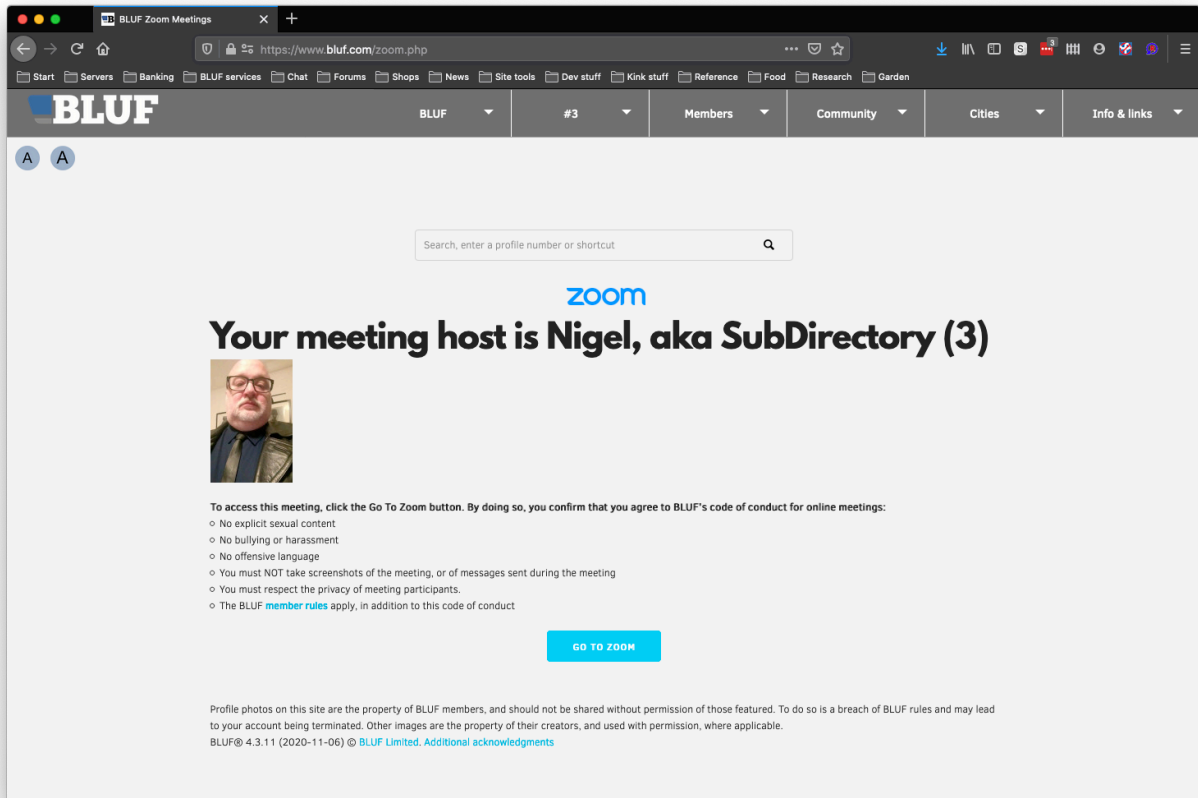 BLUF Zoom Meetings
https://www.bluf.com/zoom.php
3
Start Servers Banking BLUF services Chat Forums Shops News Site tools Dev stuff Kink stuff Reference Food Research Garden
BLUF BLUF #3 Members Community Cities Info & links
A A
Search, enter a profile number or shortcut
zoom
Your meeting host is Nigel, aka SubDirectory (3)
To access this meeting, click the Go To Zoom button. By doing so, you confirm that you agree to BLUF's code of conduct for online meetings:
No explicit sexual content
No bullying or harassment
No offensive language
You must NOT take screenshots of the meeting, or of messages sent during the meeting
You must respect the privacy of meeting participants.
The BLUF member rules apply, in addition to this code of conduct
GO TO ZOOM
Profile photos on this site are the property of BLUF members, and should not be shared without permission of those featured. To do so is a breach of BLUF rules and may lead
to your account being terminated. Other images are the property of their creators, and used with permission, where applicable.
BLUF® 4.3.11 (2020-11-06) © BLUF Limited. Additional acknowledgments